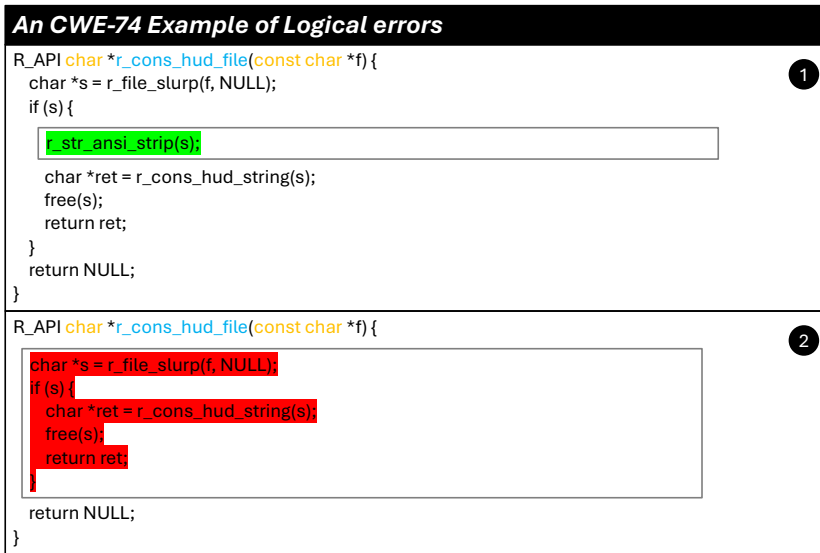 An CWE-74 Example of Logical errors
R_API char *r_cons_hud_file(const char *f) {
1
char *s = r_file_slurp(f, NULL);
if (s) {
r_str_ansi_strip(s);
char *ret = r_cons_hud_string(s);
free(s);
return ret;
}
return NULL;
}
R_API char *r_cons_hud_file(const char *f) {
2
char *s = r_file_slurp(f, NULL);
if (s) {
char *ret = r_cons_hud_string(s);
free(s);
return ret;
}
return NULL;
}